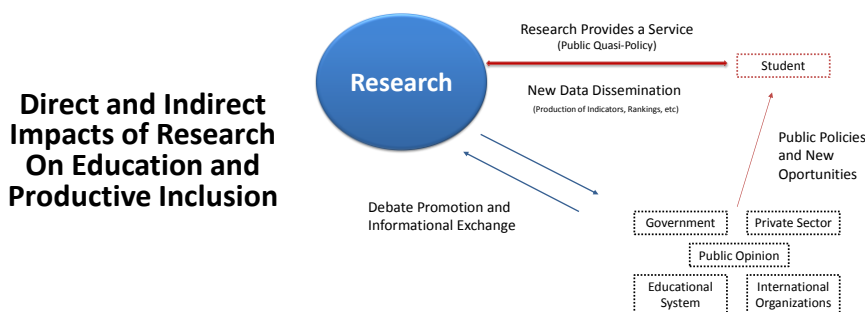 Direct and Indirect
Impacts of Research
On Education and
Productive Inclusion
Research
Research Provides a Service
(Public Quasi-Policy)
New Data Dissemination
(Production of Indicators, Rankings, etc)
Student
Public Policies
and New
Oportunities
Debate Promotion and
Informational Exchange
Government
Private Sector
Public Opinion
Educational
System
International
Organizations